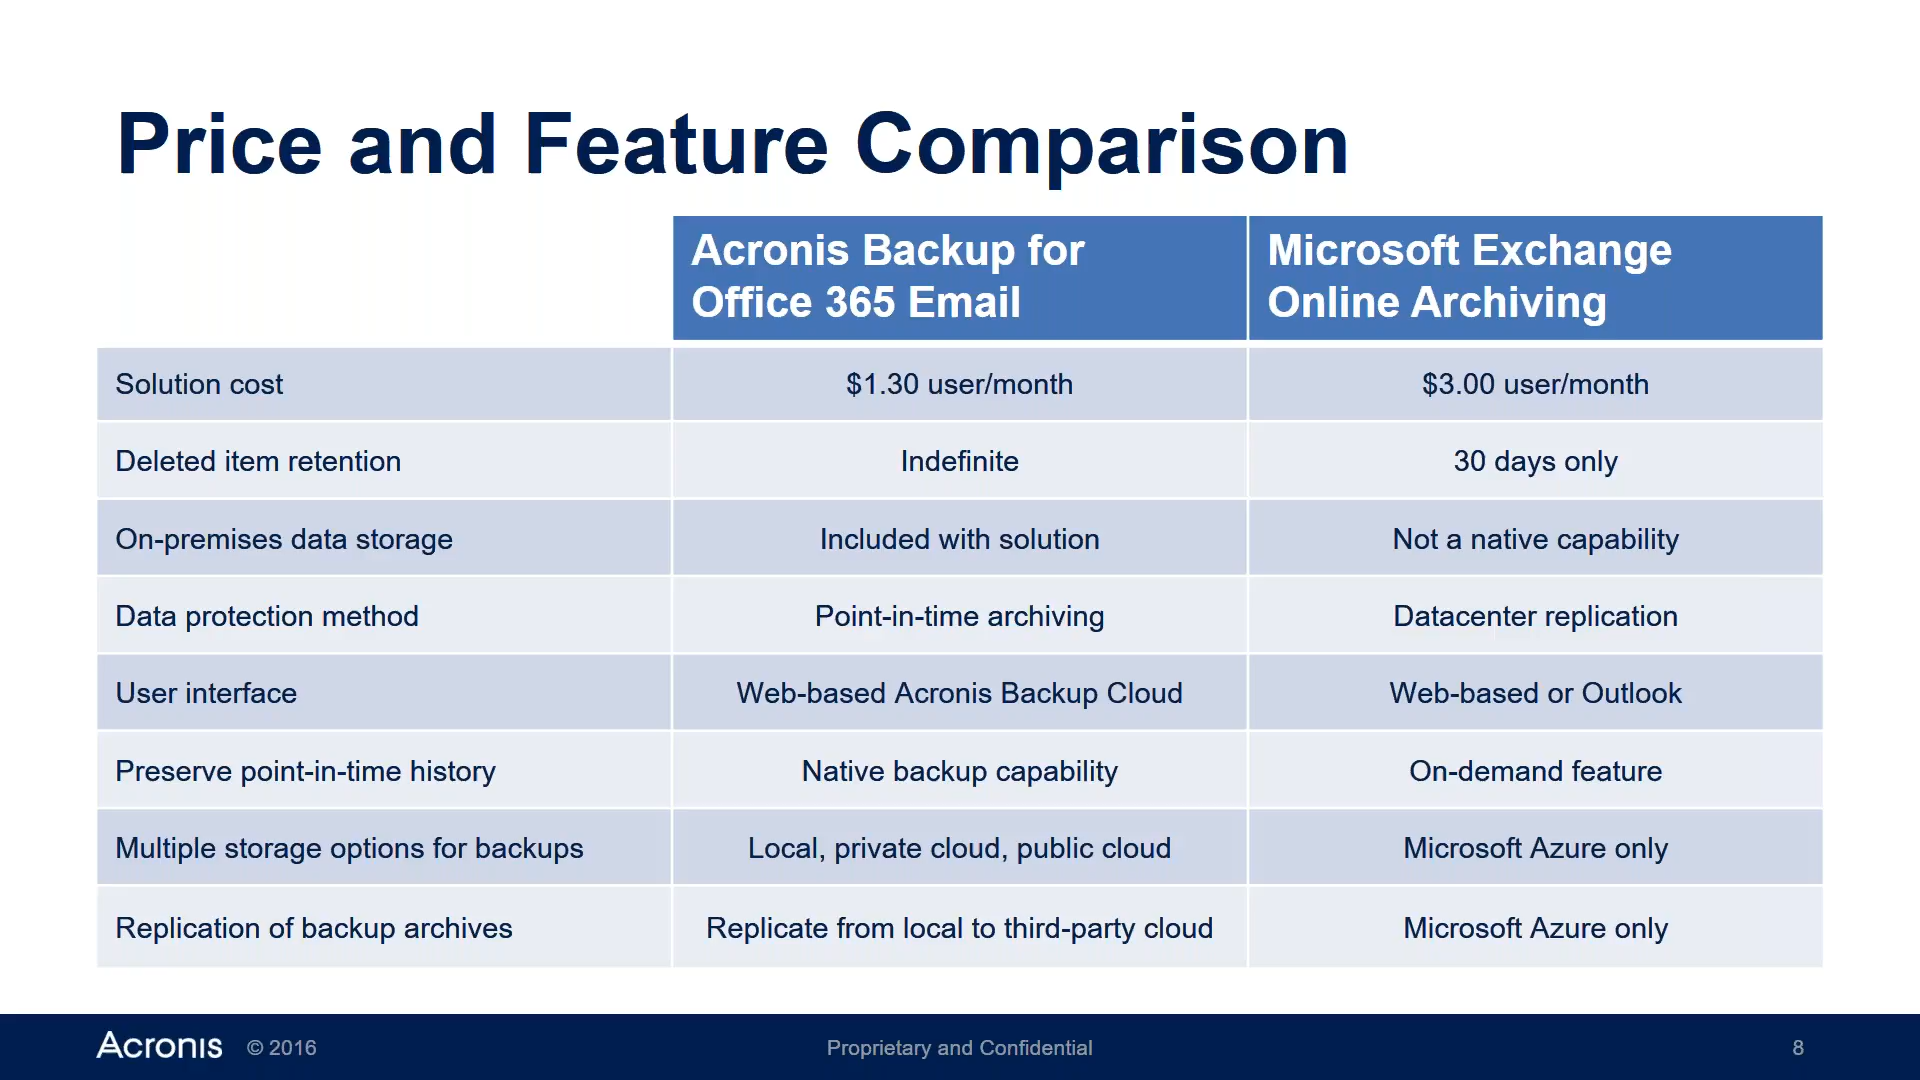 Price and Feature Comparison
Acronis Backup for
Office 365 Email
Microsoft Exchange
Online Archiving
Solution cost $1.30 user/month $3.00 user/month
Deleted item retention Indefinite 30 days only
On-premises data storage Included with solution Not a native capability
Data protection method Point-in-time archiving Datacenter replication
User interface Web-based Acronis Backup Cloud Web-based or Outlook
Preserve point-in-time history Native backup capability On-demand feature
Multiple storage options for backups Local, private cloud, public cloud Microsoft Azure only
Replication of backup archives Replicate from local to third-party cloud Microsoft Azure only
Acronis © 2016 Proprietary and Confidential 8